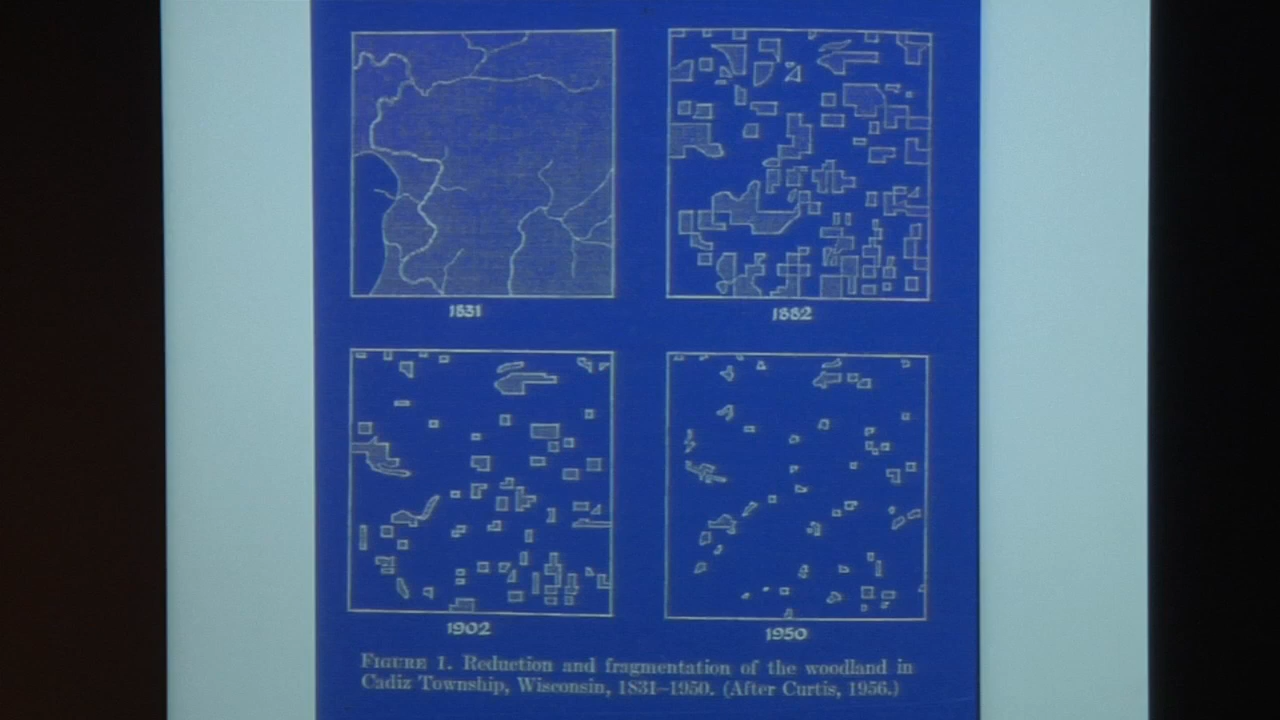 1831
1882
1902
1950
FIGURE 1. Reduction and fragmentation of the woodland in
Cadiz Township, Wisconsin, 1831–1950. (After Curtis, 1956.)